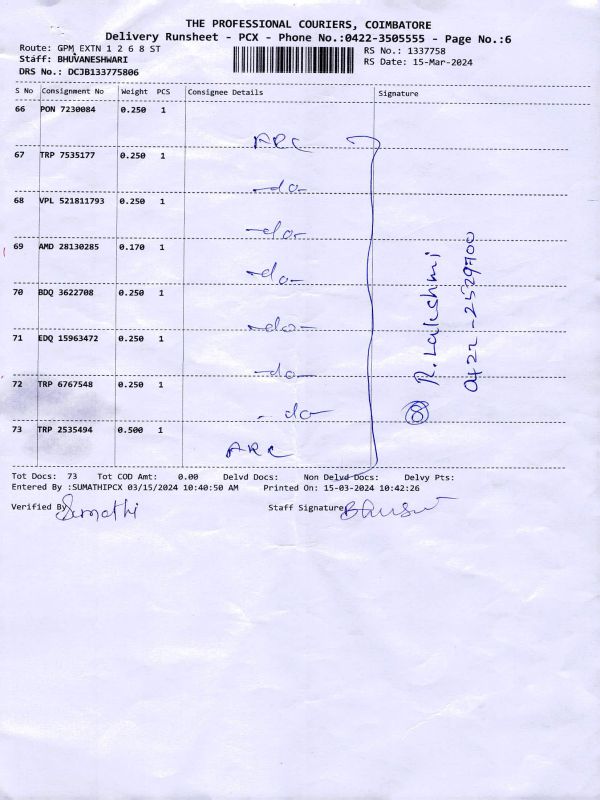 THE PROFESSIONAL COURIERS, COIMBATORE
Delivery Runsheet - PCX - Phone No.:0422-3505555 - Page No.:6
Route: GPM EXTN 1 2 6 8 ST
RS No.: 1337758
Staff: BHUVANESHWARI
RS Date: 15-Mar-2024
DRS No.: DCJB133775806
S No Consignment No Weight PCS Consignee Details Signature
66 PON 7230084 0.250 1
ARC
67 TRP 7535177 0.250 1
-do-
68 VPL 521811793 0.250 1
-do-
69 AMD 28130285 0.170 1
-do-
70 BDQ 3622708 0.250 1
-do-
71 EDQ 15963472 0.250 1
-do-
72 TRP 6767548 0.250 1
-do-
73 TRP 2535494 0.500 1
ARC
8 R. Lakshmi
0422-2529700
Tot Docs: 73 Tot COD Amt: 0.00 Delvd Docs: Non Delvd Docs: Delvy Pts:
Entered By :SUMATHIPCX 03/15/2024 10:40:50 AM Printed On: 15-03-2024 10:42:26
Verified By Sumathi Staff Signature